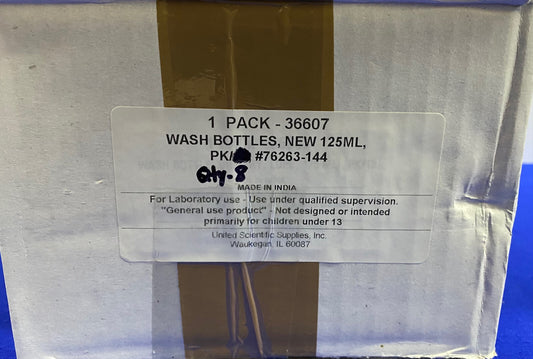 1 PACK - 36607
WASH BOTTLES, NEW 125ML,
PK/ #76263-144
Qty-8
MADE IN INDIA
For Laboratory use - Use under qualified supervision.
"General use product" - Not designed or intended
primarily for children under 13
United Scientific Supplies, Inc.
Waukegan, IL 60087